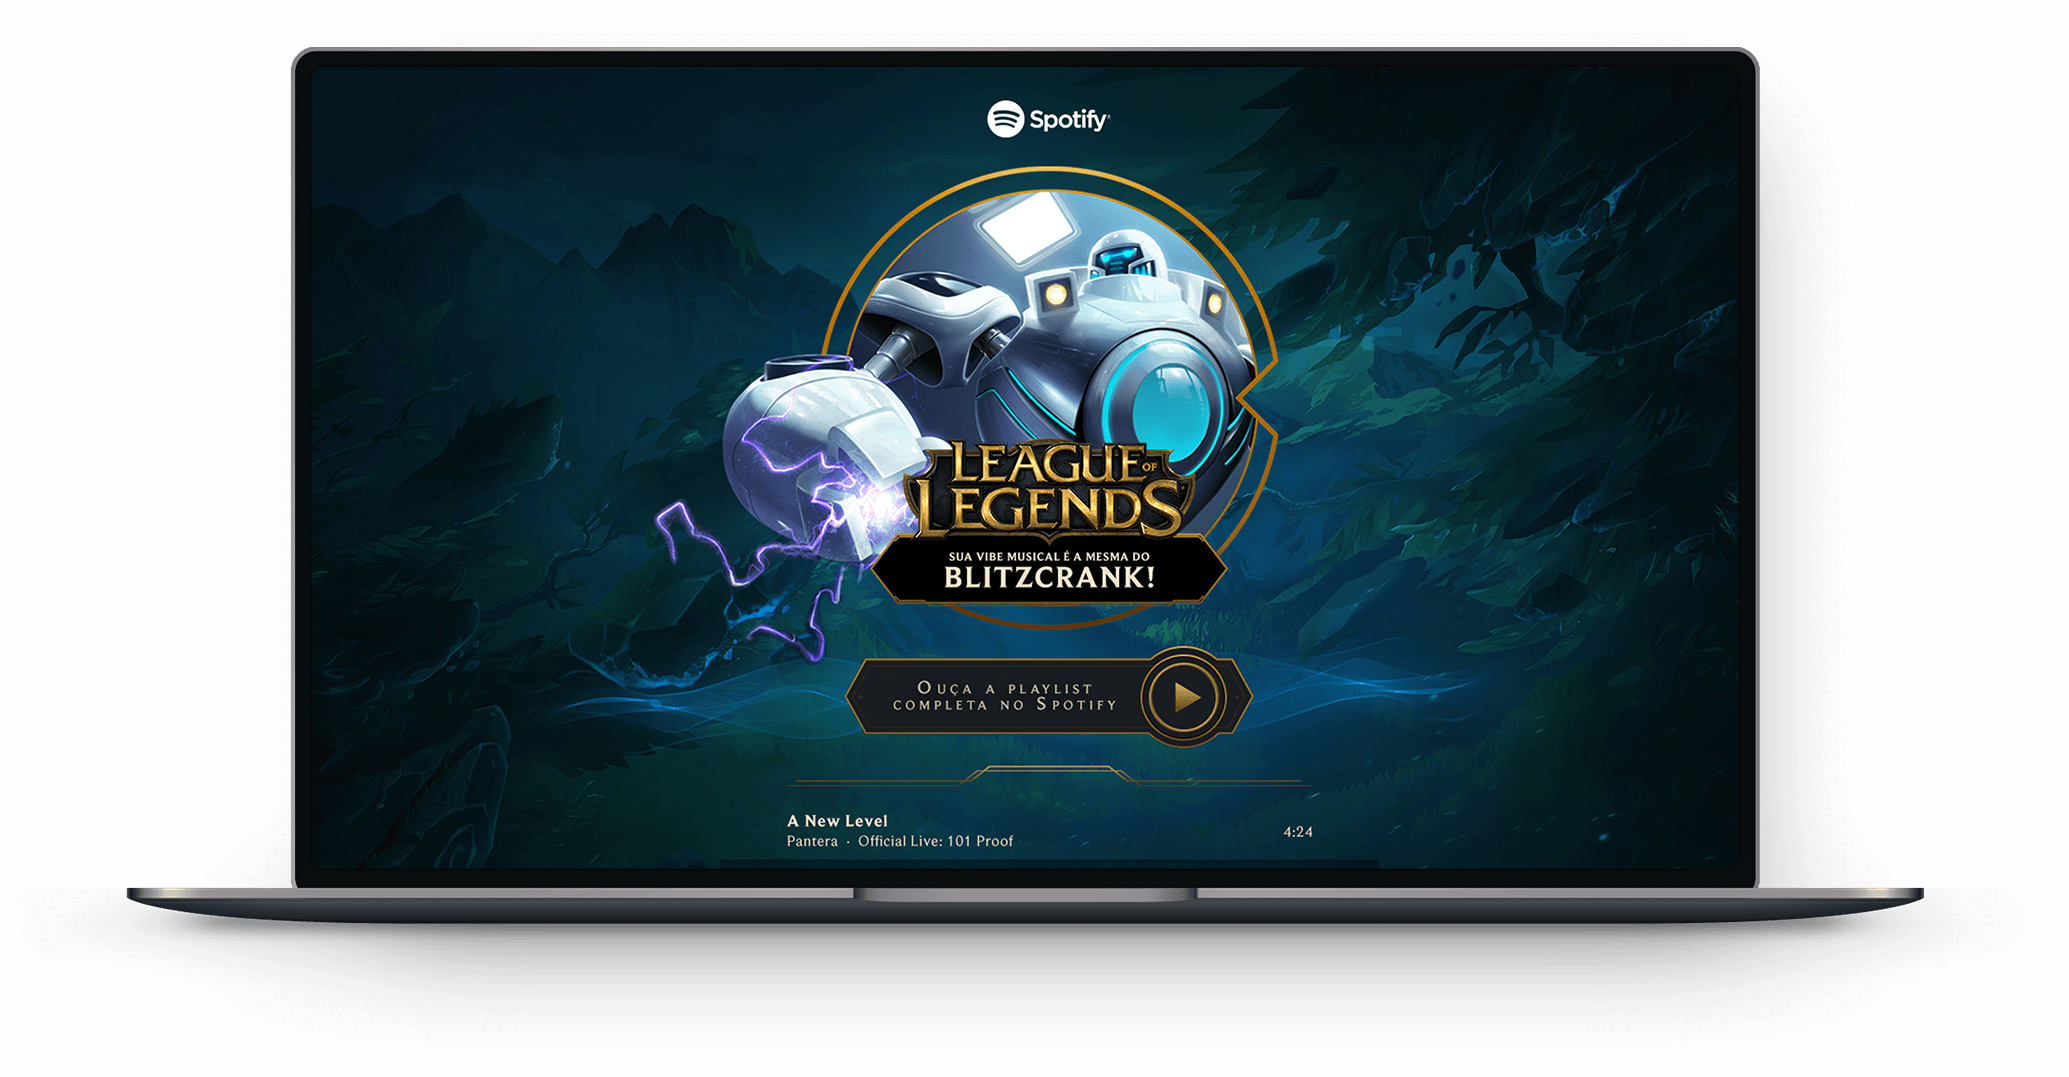 Spotify
LEAGUE OF
LEGENDS
SUA VIBE MUSICAL É A MESMA DO
BLITZCRANK!
OUÇA A PLAYLIST
COMPLETA NO SPOTIFY
A New Level
4:24
Pantera · Official Live: 101 Proof